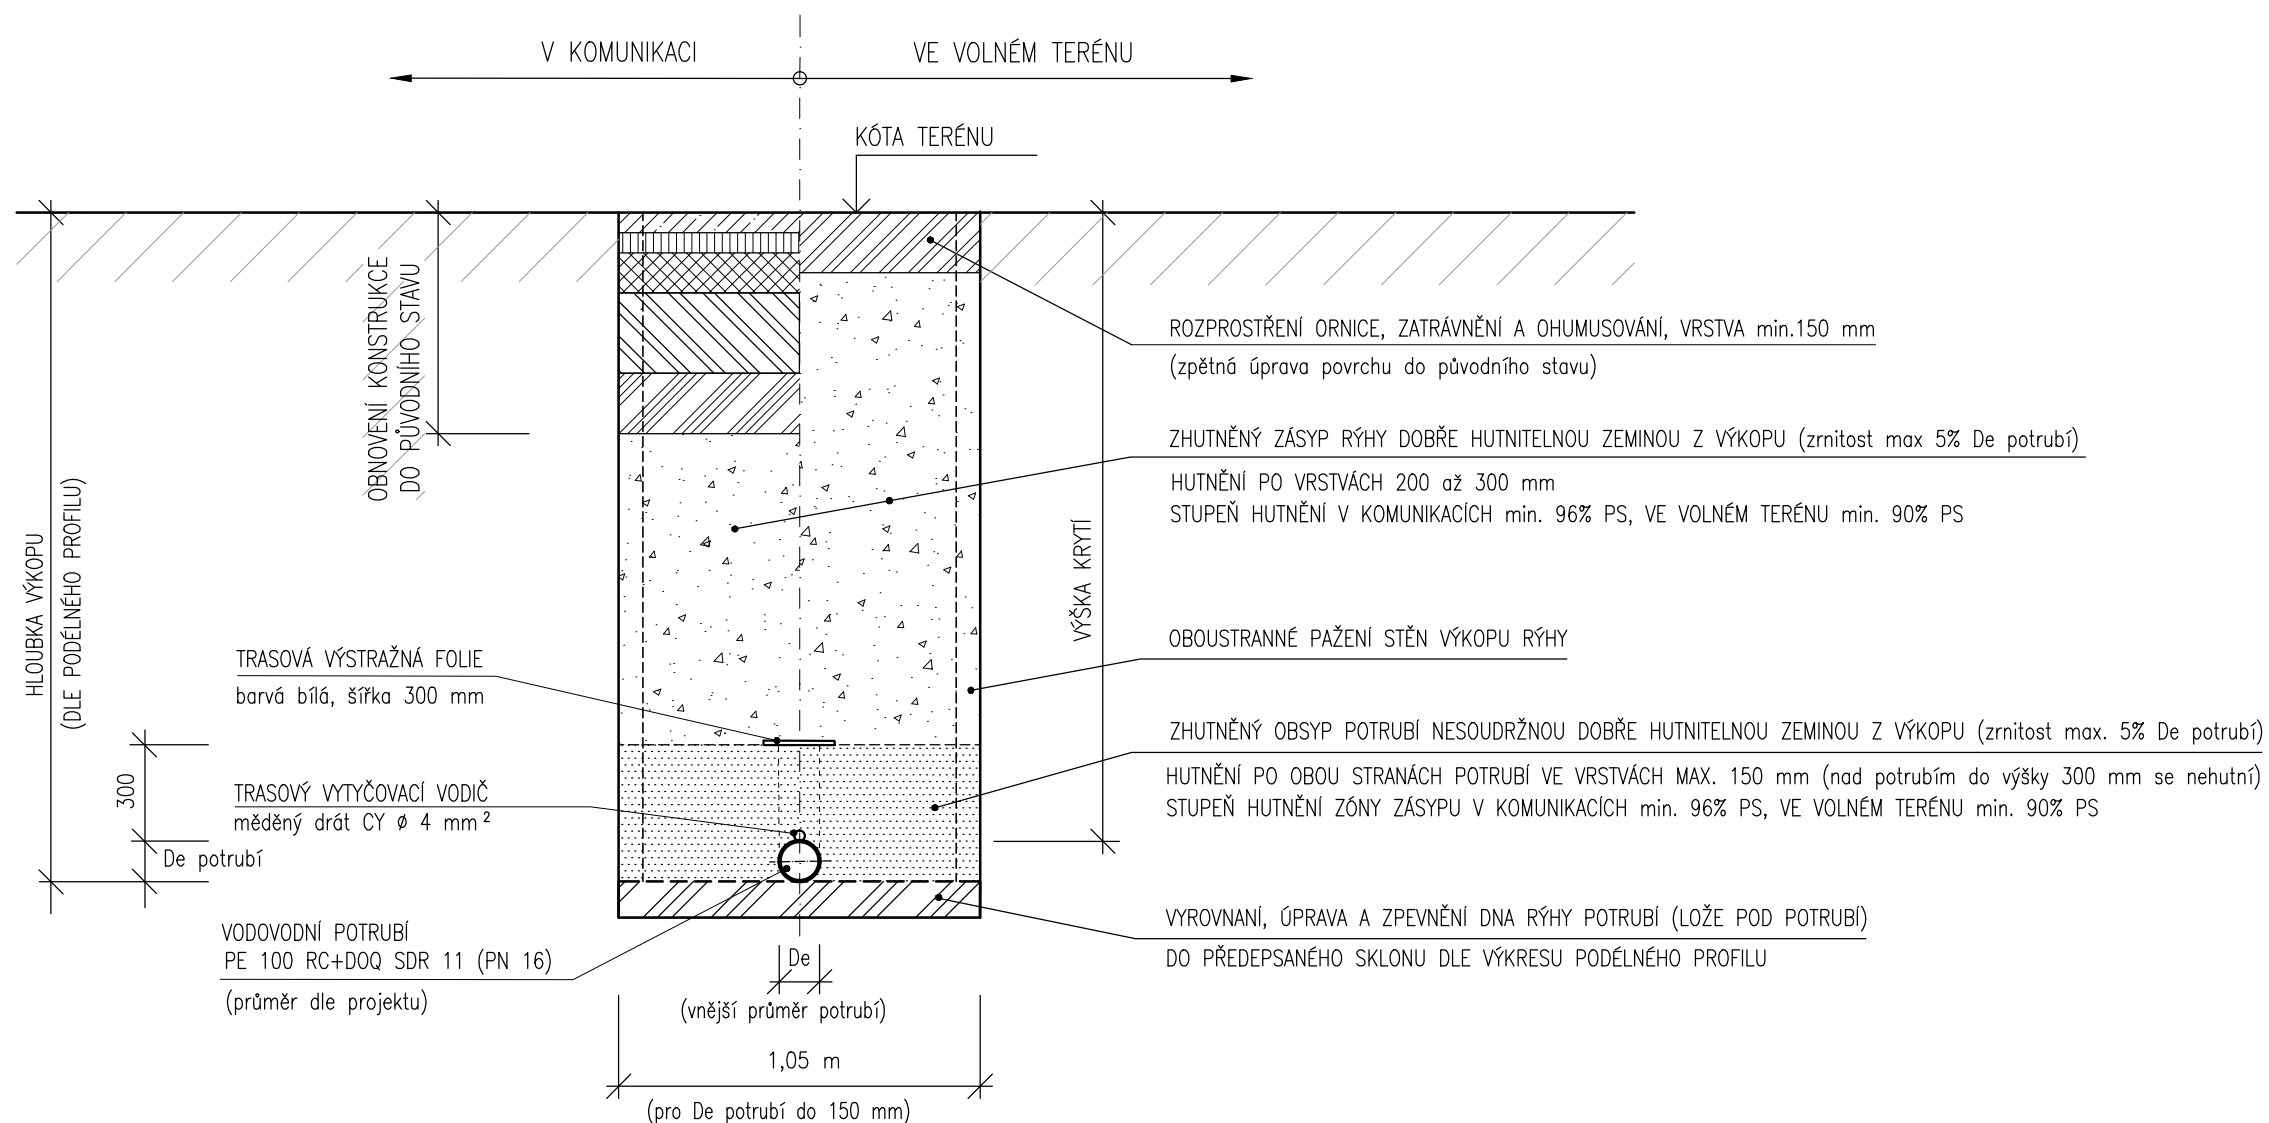 V KOMUNIKACI
VE VOLNÉM TERÉNU
KÓTA TERÉNU
OBNOVENÍ KONSTRUKCE
DO PŮVODNÍHO STAVU
ROZPROSTŘENÍ ORNICE, ZATRÁVNĚNÍ A OHUMUSOVÁNÍ, VRSTVA min.150 mm
(zpětná úprava povrchu do původního stavu)
ZHUTNĚNÝ ZÁSYP RÝHY DOBŘE HUTNITELNOU ZEMINOU Z VÝKOPU (zrnitost max 5% De potrubí)
HUTNĚNÍ PO VRSTVÁCH 200 až 300 mm
STUPEŇ HUTNĚNÍ V KOMUNIKACÍCH min. 96% PS, VE VOLNÉM TERÉNU min. 90% PS
HLOUBKA VÝKOPU
(DLE PODÉLNÉHO PROFILU)
VÝŠKA KRYTÍ
OBOUSTRANNÉ PAŽENÍ STĚN VÝKOPU RÝHY
TRASOVÁ VÝSTRAŽNÁ FOLIE
barvá bílá, šířka 300 mm
ZHUTNĚNÝ OBSYP POTRUBÍ NESOUDRŽNOU DOBŘE HUTNITELNOU ZEMINOU Z VÝKOPU (zrnitost max. 5% De potrubí)
HUTNĚNÍ PO OBOU STRANÁCH POTRUBÍ VE VRSTVÁCH MAX. 150 mm (nad potrubím do výšky 300 mm se nehutní)
STUPEŇ HUTNĚNÍ ZÓNY ZÁSYPU V KOMUNIKACÍCH min. 96% PS, VE VOLNÉM TERÉNU min. 90% PS
300
TRASOVÝ VYTYČOVACÍ VODIČ
měděný drát CY Ø 4 mm²
De potrubí
VYROVNANÍ, ÚPRAVA A ZPEVNĚNÍ DNA RÝHY POTRUBÍ (LOŽE POD POTRUBÍ)
DO PŘEDEPSANÉHO SKLONU DLE VÝKRESU PODÉLNÉHO PROFILU
VODOVODNÍ POTRUBÍ
PE 100 RC+DOQ SDR 11 (PN 16)
(průměr dle projektu)
De
(vnější průměr potrubí)
1,05 m
(pro De potrubí do 150 mm)